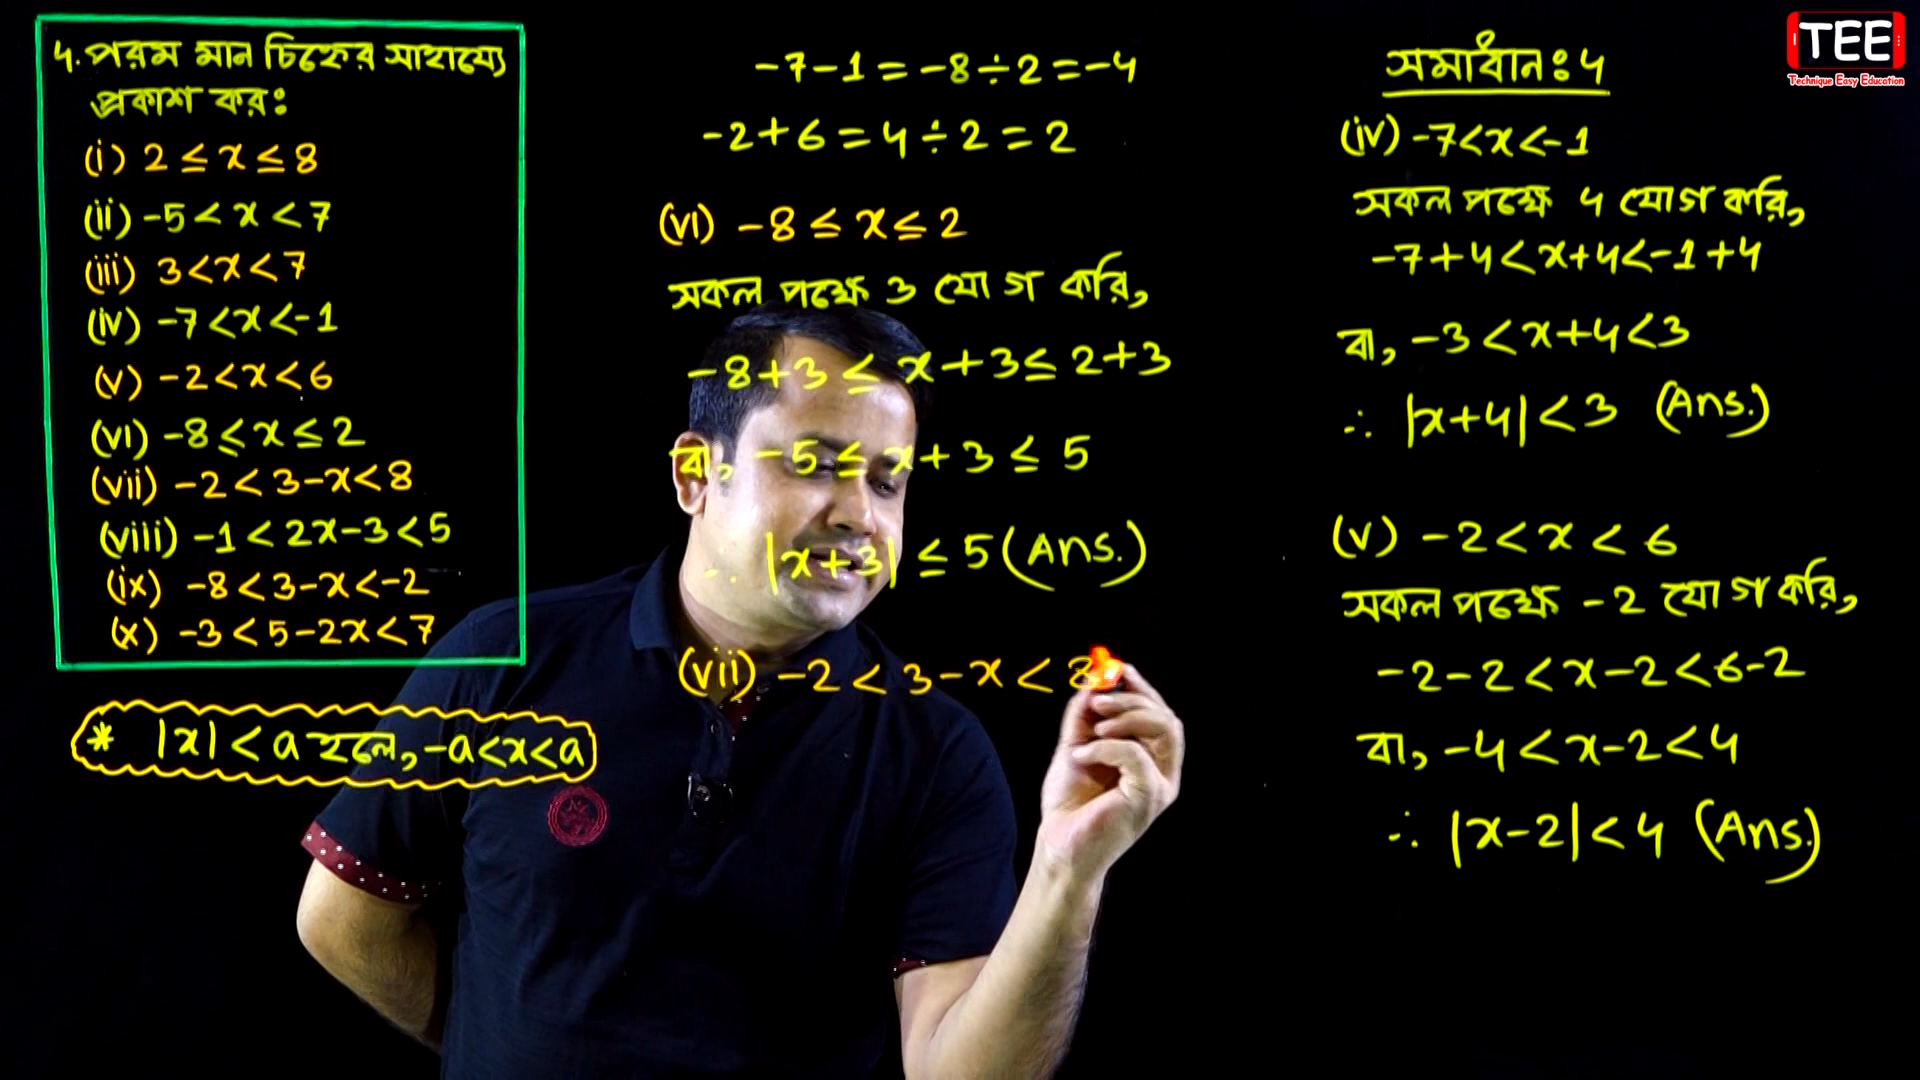 ৭. পরম মান চিহ্নের সাহায্যে
প্রকাশ কর:
(i) 2 ≤ x ≤ 8
(ii) -5 < x < 7
(iii) 3 < x < 7
(iv) -7 < x < -1
(v) -2 < x < 6
(vi) -8 ≤ x ≤ 2
(vii) -2 < 3-x < 8
(viii) -1 < 2x-3 < 5
(ix) -8 < 3-x < -2
(x) -3 < 5-2x < 7
* |x| < a হলে, -a<x<a
-7-1 = -8÷2 = -4
-2+6 = 4÷2 = 2
(vi) -8 ≤ x ≤ 2
সকল পক্ষে 3 যোগ করি,
-8+3 ≤ x+3 ≤ 2+3
বা, -5 ≤ x+3 ≤ 5
∴ |x+3| ≤ 5 (Ans.)
(vii) -2 < 3-x < 8
TEE
Technique Easy Education
সমাধান: 4
(iv) -7<x<-1
সকল পক্ষে 4 যোগ করি,
-7+4<x+4<-1+4
বা, -3<x+4<3
∴ |x+4|<3 (Ans.)
(v) -2<x<6
সকল পক্ষে -2 যোগ করি,
-2-2<x-2<6-2
বা, -4<x-2<4
∴ |x-2|<4 (Ans.)